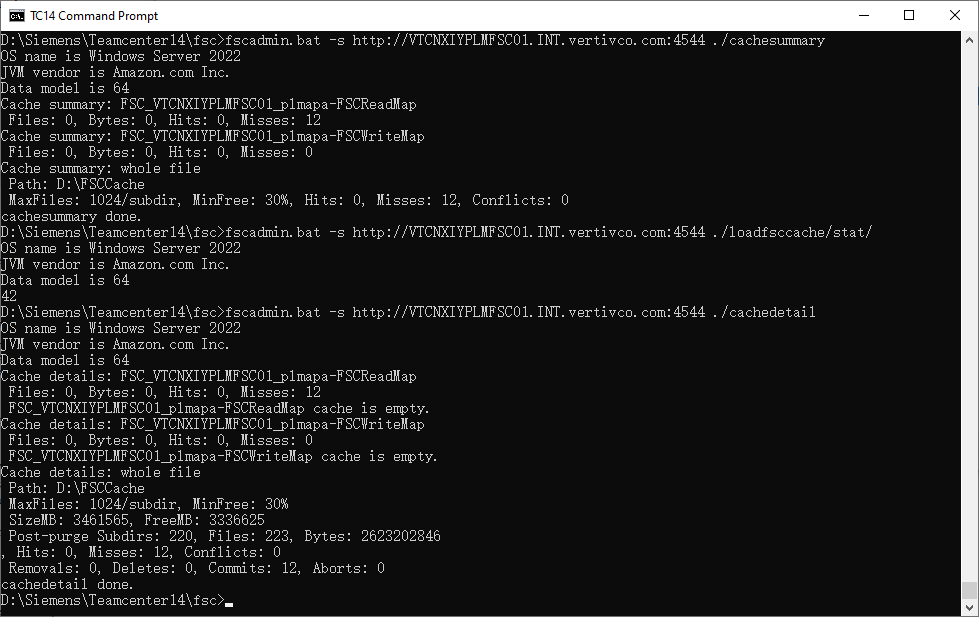 TC14 Command Prompt
D:\Siemens\Teamcenter14\fsc>fscadmin.bat -s http://VTCNXIYPLMFSC01.INT.vertivco.com:4544 ./cachesummary
OS name is Windows Server 2022
JVM vendor is Amazon.com Inc.
Data model is 64
Cache summary: FSC_VTCNXIYPLMFSC01_plmapa-FSCReadMap
 Files: 0, Bytes: 0, Hits: 0, Misses: 12
Cache summary: FSC_VTCNXIYPLMFSC01_plmapa-FSCWriteMap
 Files: 0, Bytes: 0, Hits: 0, Misses: 0
Cache summary: whole file
 Path: D:\FSCCache
 MaxFiles: 1024/subdir, MinFree: 30%, Hits: 0, Misses: 12, Conflicts: 0
cachesummary done.
D:\Siemens\Teamcenter14\fsc>fscadmin.bat -s http://VTCNXIYPLMFSC01.INT.vertivco.com:4544 ./loadfsccache/stat/
OS name is Windows Server 2022
JVM vendor is Amazon.com Inc.
Data model is 64
42
D:\Siemens\Teamcenter14\fsc>fscadmin.bat -s http://VTCNXIYPLMFSC01.INT.vertivco.com:4544 ./cachedetail
OS name is Windows Server 2022
JVM vendor is Amazon.com Inc.
Data model is 64
Cache details: FSC_VTCNXIYPLMFSC01_plmapa-FSCReadMap
 Files: 0, Bytes: 0, Hits: 0, Misses: 12
 FSC_VTCNXIYPLMFSC01_plmapa-FSCReadMap cache is empty.
Cache details: FSC_VTCNXIYPLMFSC01_plmapa-FSCWriteMap
 Files: 0, Bytes: 0, Hits: 0, Misses: 0
 FSC_VTCNXIYPLMFSC01_plmapa-FSCWriteMap cache is empty.
Cache details: whole file
 Path: D:\FSCCache
 MaxFiles: 1024/subdir, MinFree: 30%
 SizeMB: 3461565, FreeMB: 3336625
 Post-purge Subdirs: 220, Files: 223, Bytes: 2623202846
, Hits: 0, Misses: 12, Conflicts: 0
 Removals: 0, Deletes: 0, Commits: 12, Aborts: 0
cachedetail done.
D:\Siemens\Teamcenter14\fsc>